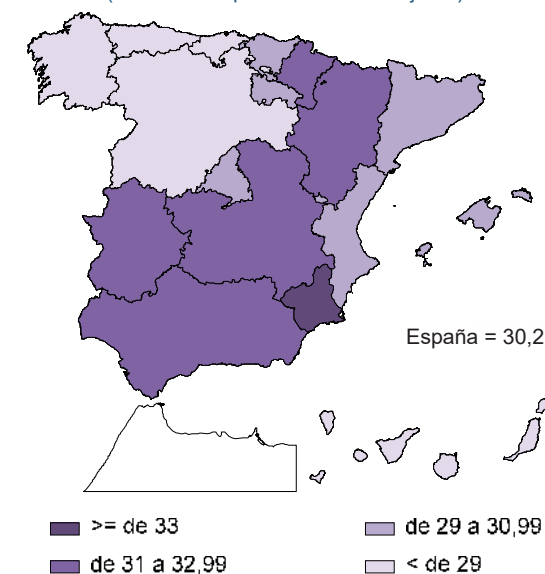 España = 30,2
>= de 33
de 29 a 30,99
de 31 a 32,99
< de 29